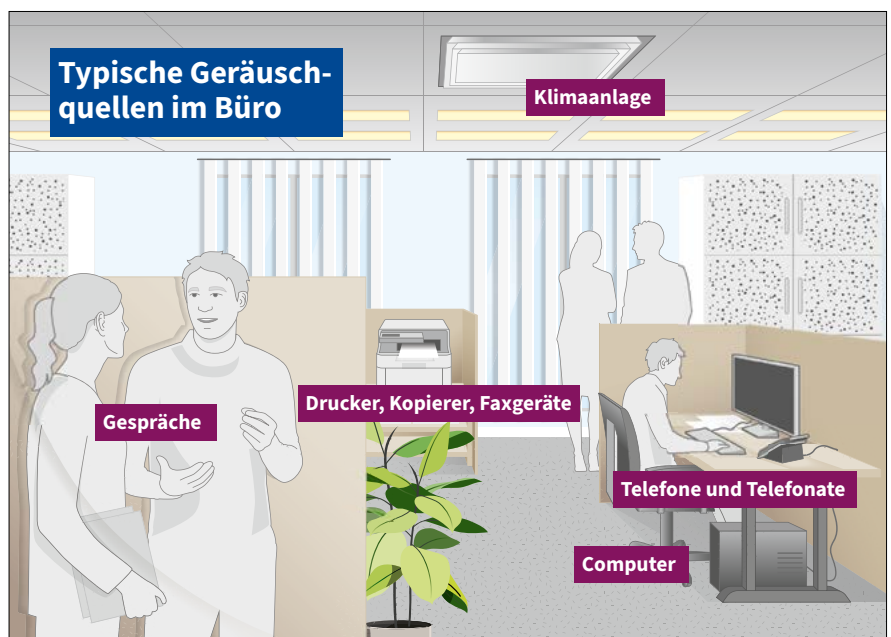 Typische Geräusch-
quellen im Büro
Klimaanlage
Drucker, Kopierer, Faxgeräte
Gespräche
Telefone und Telefonate
Computer